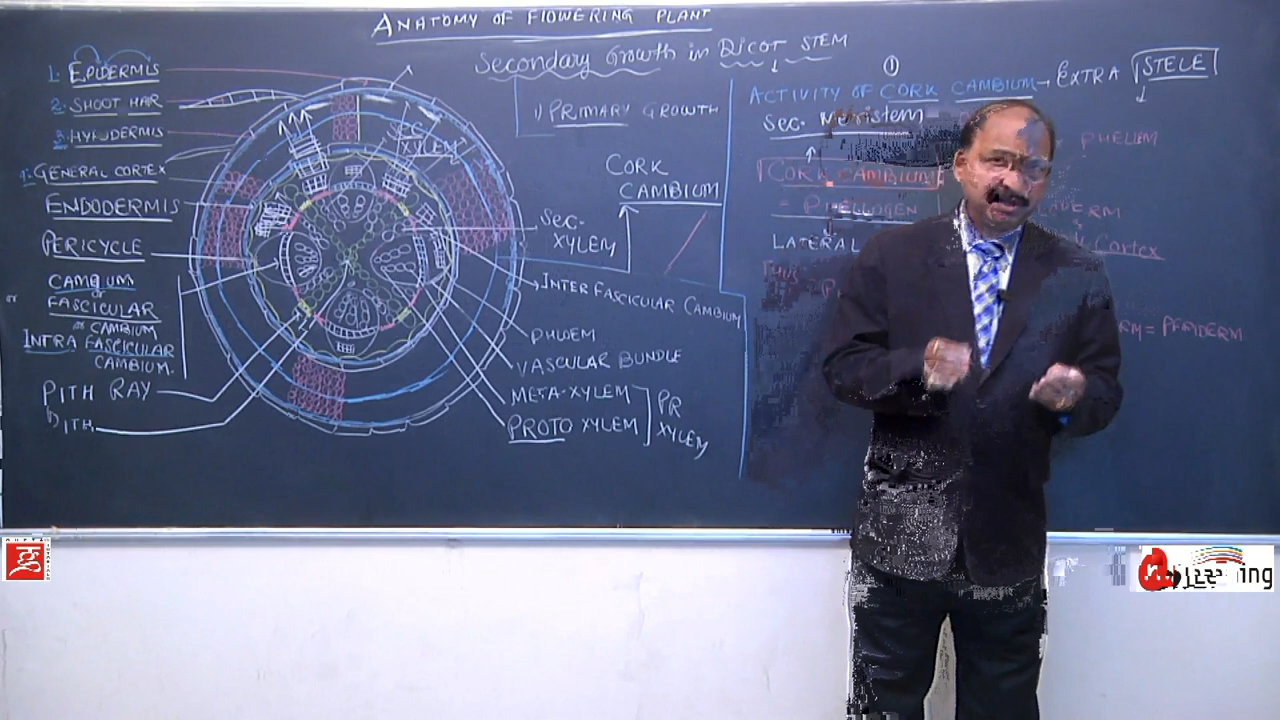 ANATOMY OF FLOWERING PLANT
Secondary Growth in DICOT STEM
1. EPIDERMIS
2. SHOOT HAIR
3. HYPODERMIS
4. GENERAL CORTEX
ENDODERMIS
PERICYCLE
CAMBIUM
or
FASCICULAR
or CAMBIUM
INTRA FASCICULAR
CAMBIUM.
PITH RAY
PITH
SEC.
XYLEM
1) PRIMARY GROWTH
CORK
CAMBIUM
SEC.
XYLEM
INTER FASCICULAR CAMBIUM
PHLOEM
VASCULAR BUNDLE
META-XYLEM
PROTO XYLEM
PR
XYLEM
1
ACTIVITY OF CORK CAMBIUM → EXTRA STELE
Sec. Meristem
PHELLEM
CORK CAMBIUM
= PHELLOGEN
LATERAL
Cortex
= PERIDERM